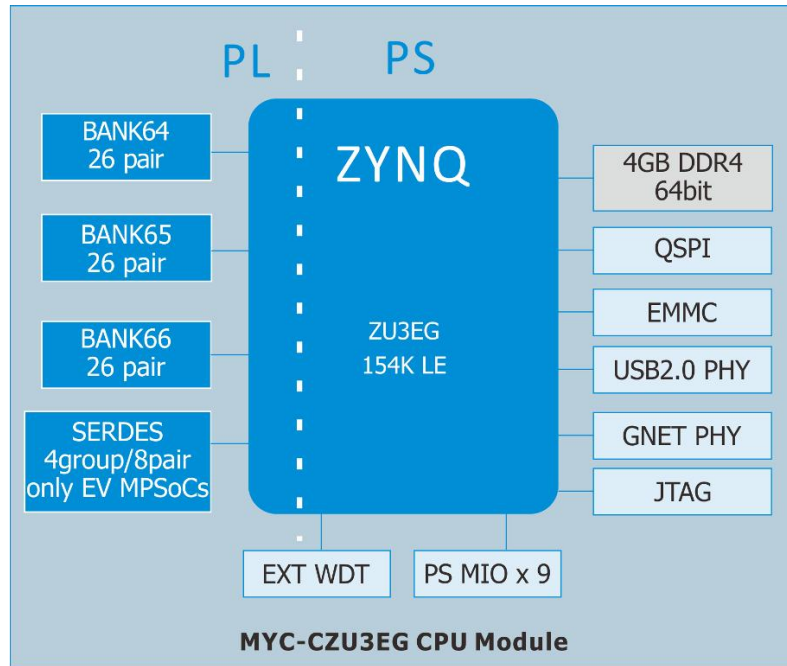 PL
PS
BANK64
26 pair
BANK65
26 pair
BANK66
26 pair
SERDES
4group/8pair
only EV MPSoCs
ZYNQ
ZU3EG
154K LE
4GB DDR4
64bit
QSPI
EMMC
USB2.0 PHY
GNET PHY
JTAG
EXT WDT
PS MIO x 9
MYC-CZU3EG CPU Module